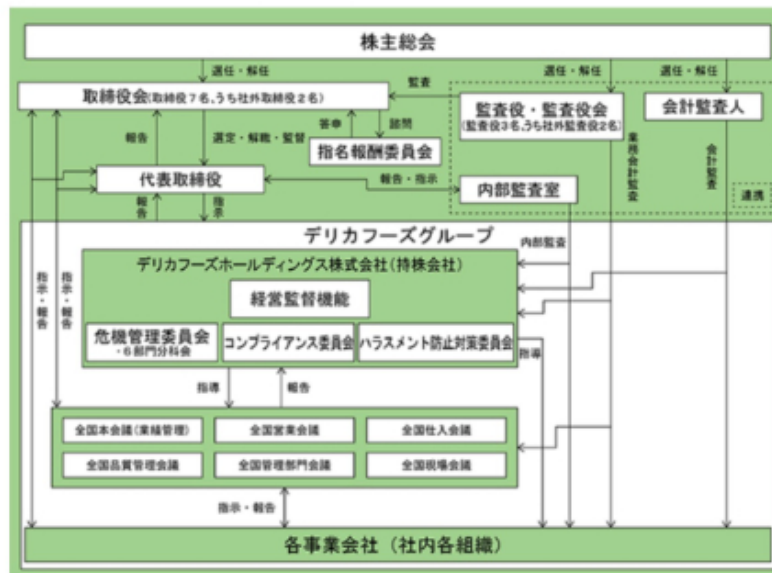 株主総会
選任・解任
選任・解任
選任・解任
取締役会(取締役7名、うち社外取締役2名)
監査
監査役・監査役会
(監査役3名、うち社外監査役2名)
会計監査人
答申
諮問
報告
選定・解職・監督
指名報酬委員会
業務会計監査
会計監査
代表取締役
報告・指示
内部監査室
連携
報告
指示
デリカフーズグループ
内部監査
デリカフーズホールディングス株式会社(持株会社)
経営監督機能
指示・報告
指示・報告
危機管理委員会
・6部門分科会
コンプライアンス委員会
ハラスメント防止対策委員会
指導
指導
報告
全国本会議(業績管理)
全国営業会議
全国仕入会議
全国品質管理会議
全国管理部門会議
全国現場会議
指示・報告
各事業会社(社内各組織)